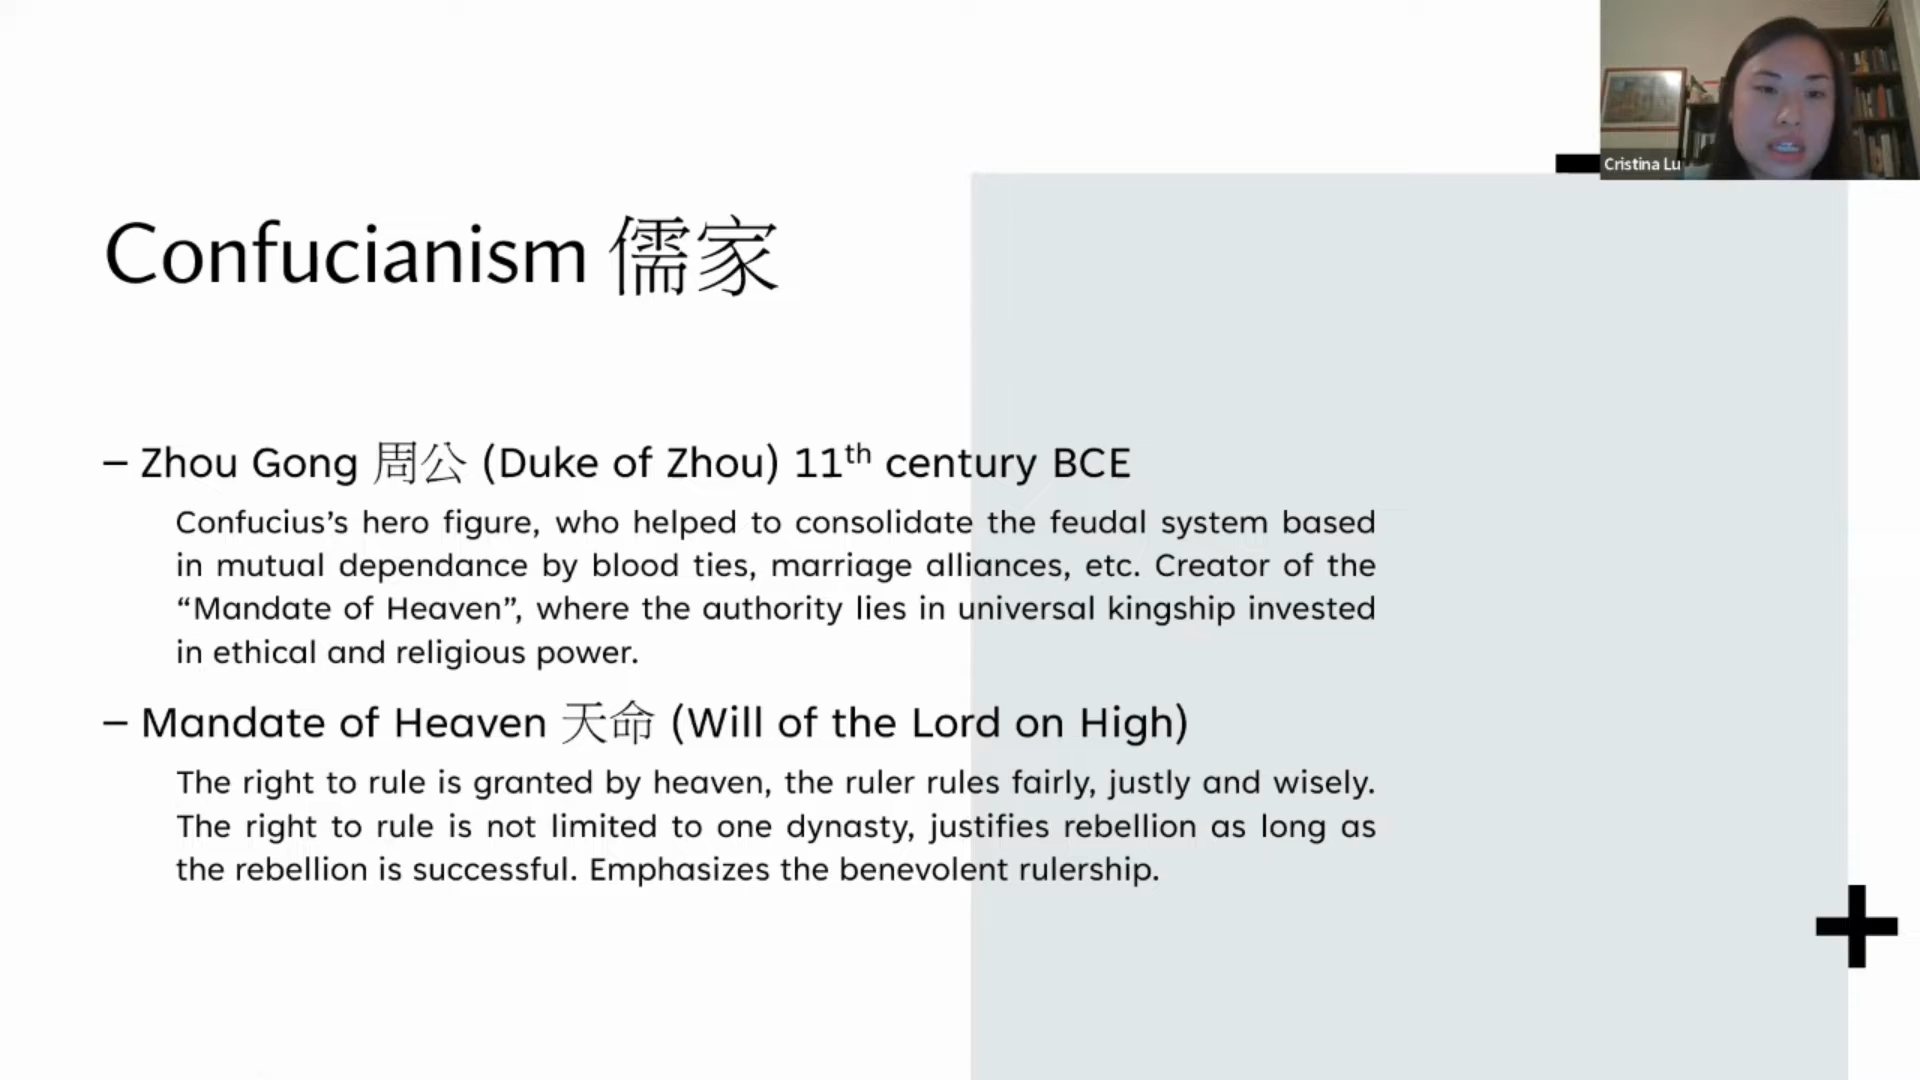 Cristina Lu
Confucianism 儒家
– Zhou Gong 周公 (Duke of Zhou) 11th century BCE
Confucius’s hero figure, who helped to consolidate the feudal system based
in mutual dependance by blood ties, marriage alliances, etc. Creator of the
“Mandate of Heaven”, where the authority lies in universal kingship invested
in ethical and religious power.
– Mandate of Heaven 天命 (Will of the Lord on High)
The right to rule is granted by heaven, the ruler rules fairly, justly and wisely.
The right to rule is not limited to one dynasty, justifies rebellion as long as
the rebellion is successful. Emphasizes the benevolent rulership.